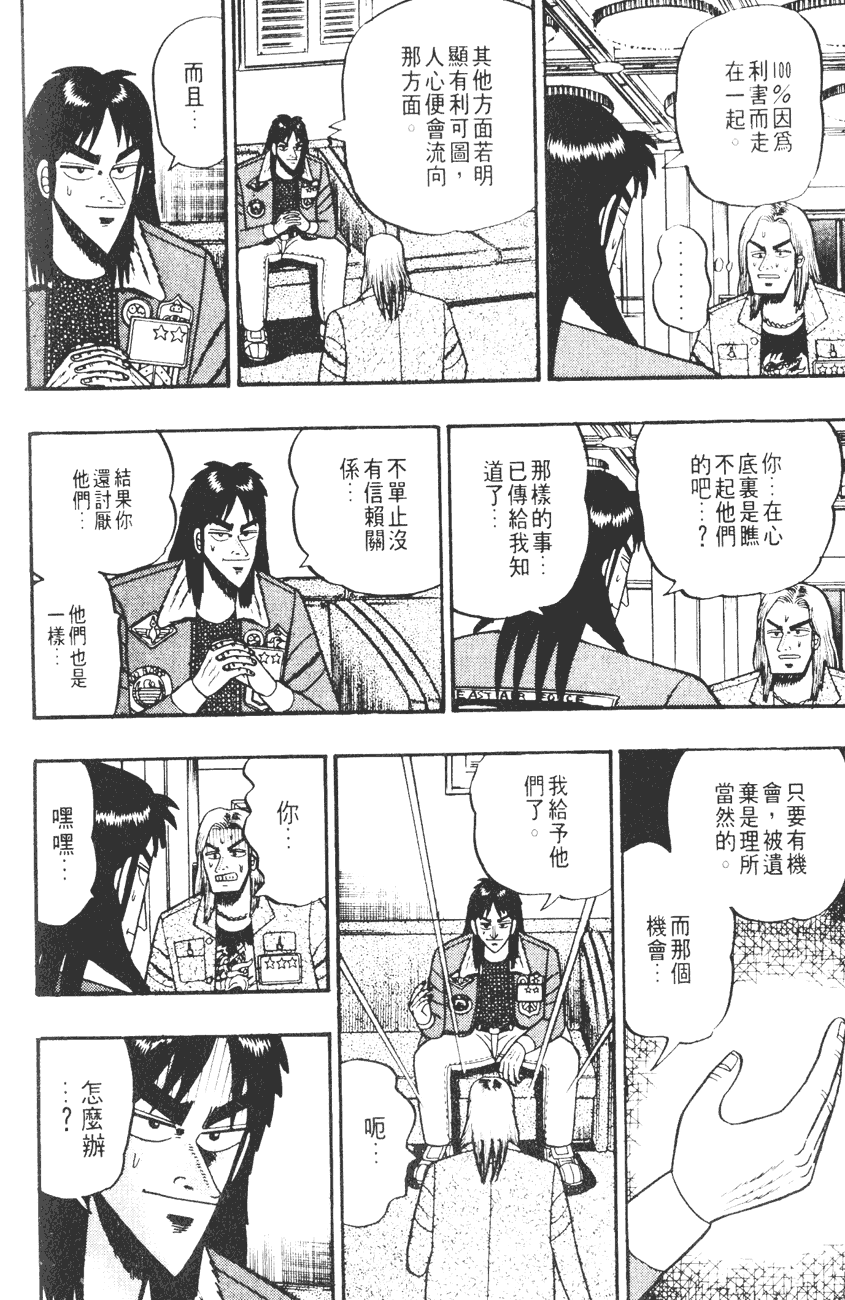 100%因為
利害而走
在一起。
……
其他方面若明
顯有利可圖，
人心便會流向
那方面。
而且…
你…在心
底裏是瞧
不起他們
的吧…？
那樣的事…
已傳給我知
道了…
EAST AIR FORCE
不單止沒
有信賴關
係…
結果你
還討厭
他們…
他們也是
一樣…
只要有機
會，被遺
棄是理所
當然的。
而那個
機會…
我給予他
們了。
呃…
你…
嘿嘿…
怎麼辦
…？